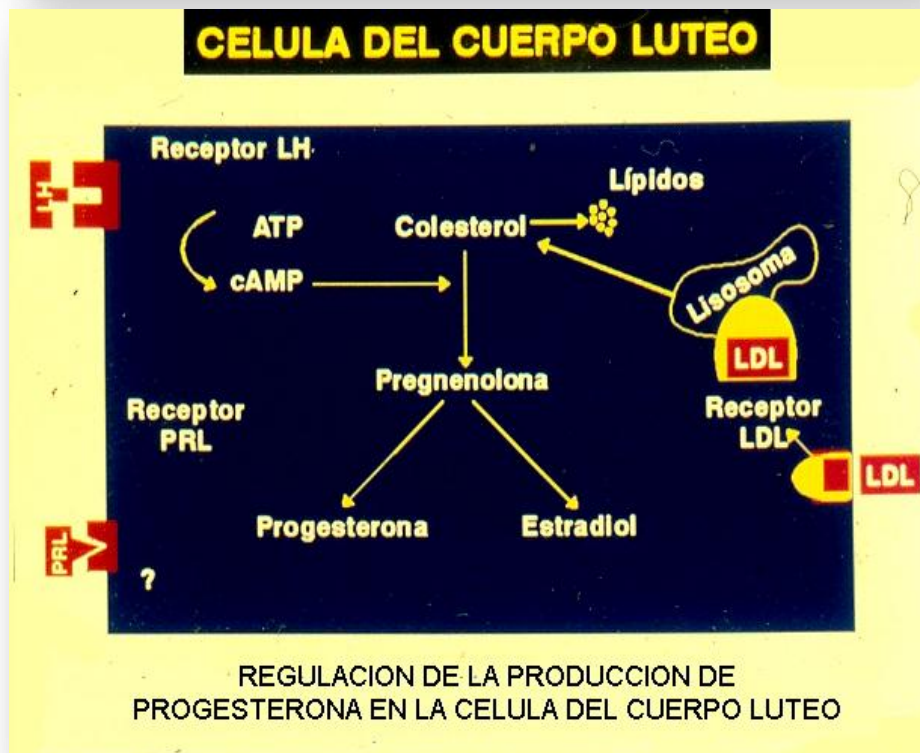 CELULA DEL CUERPO LUTEO
Receptor LH
LH
Lípidos
ATP
Colesterol
cAMP
Lisosoma
LDL
Pregnenolona
Receptor
PRL
Receptor
LDL
LDL
Progesterona
Estradiol
PRL
?
REGULACION DE LA PRODUCCION DE
PROGESTERONA EN LA CELULA DEL CUERPO LUTEO